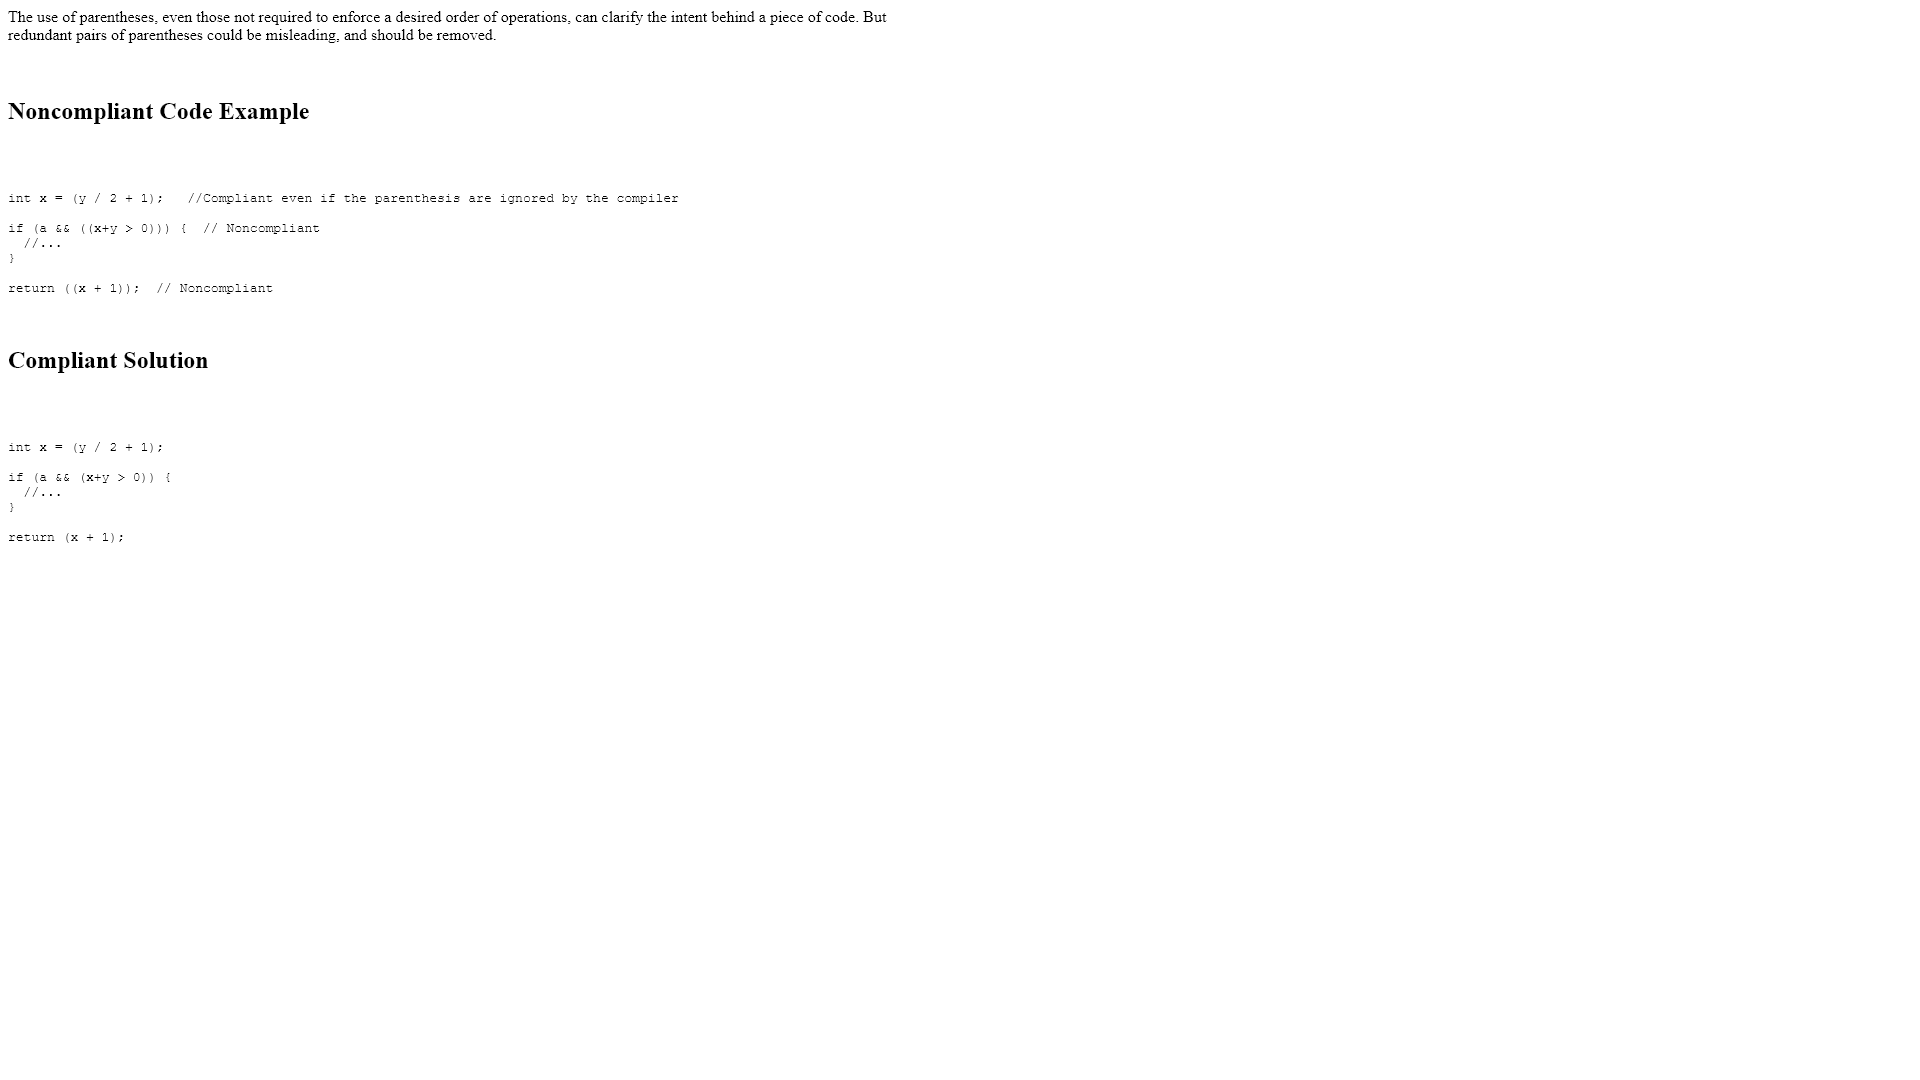 The use of parentheses, even those not required to enforce a desired order of operations, can clarify the intent behind a piece of code. But
redundant pairs of parentheses could be misleading, and should be removed.
Noncompliant Code Example
int x = (y / 2 + 1);   //Compliant even if the parenthesis are ignored by the compiler
if (a && ((x+y > 0))) {  // Noncompliant
  //...
}
return ((x + 1));  // Noncompliant
Compliant Solution
int x = (y / 2 + 1);
if (a && (x+y > 0)) {
  //...
}
return (x + 1);